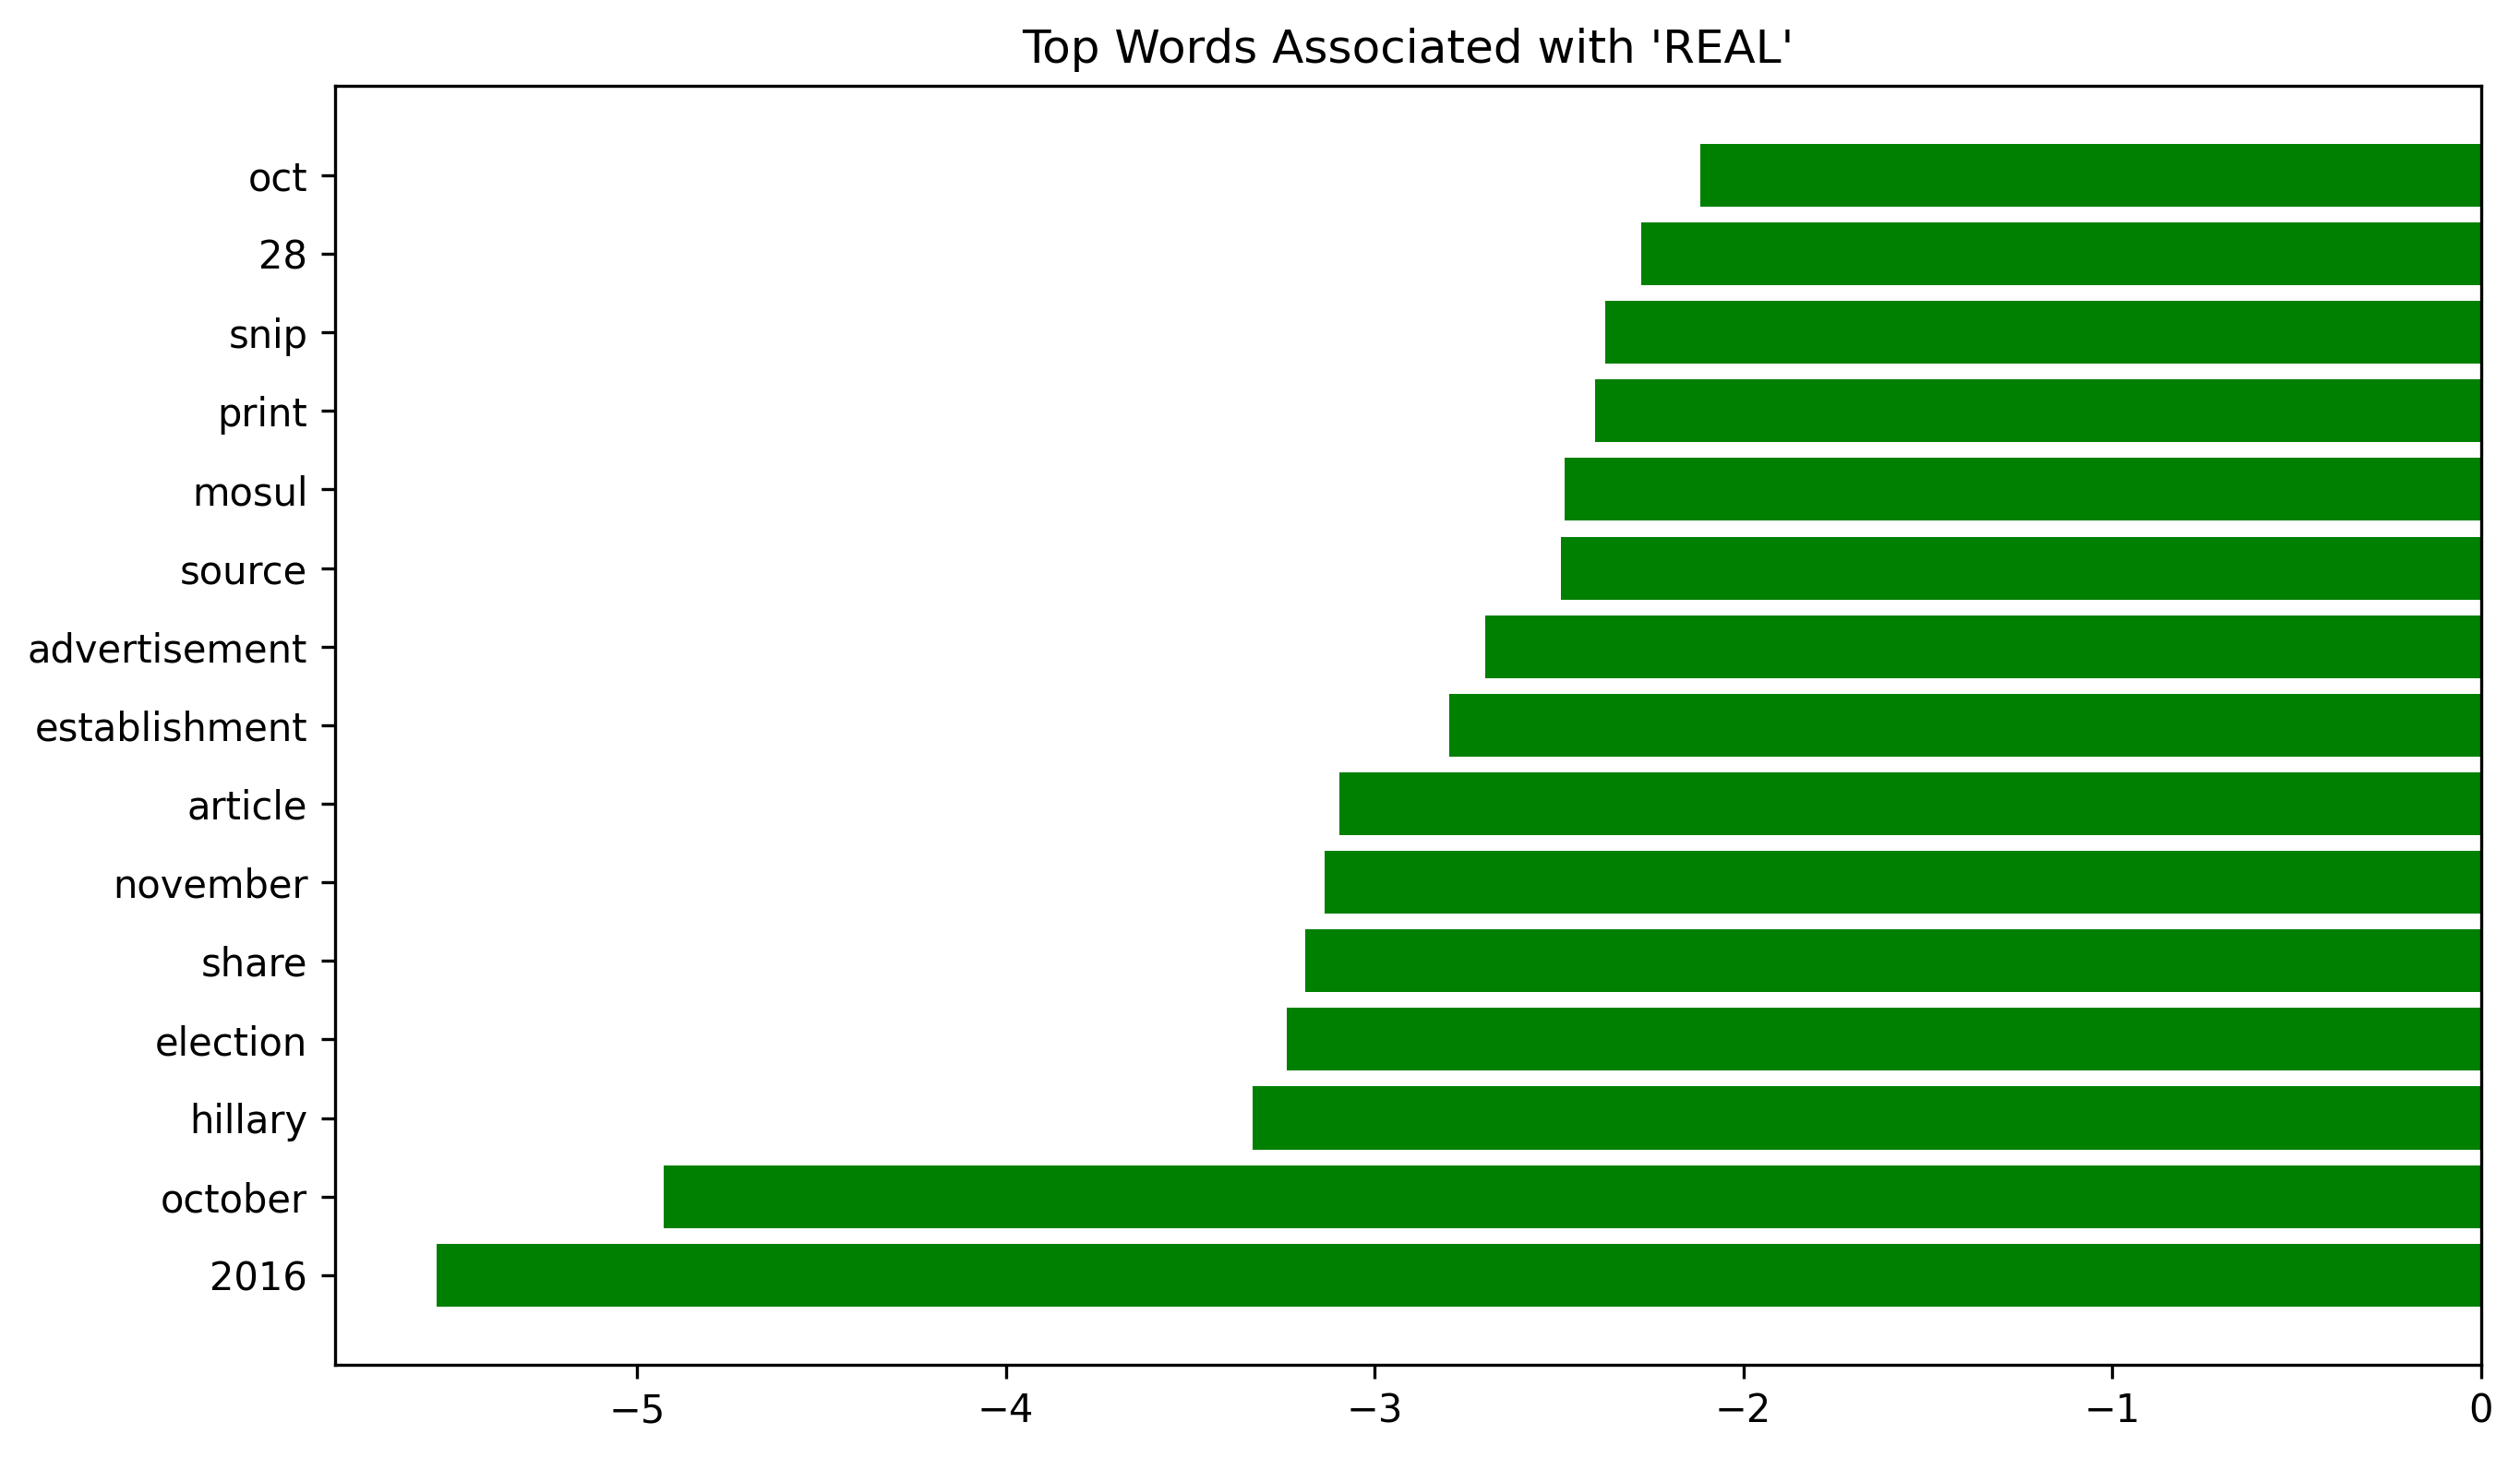 Top Words Associated with 'REAL'
oct
28
snip
print
mosul
source
advertisement
establishment
article
november
share
election
hillary
october
2016
−5 −4 −3 −2 −1 0